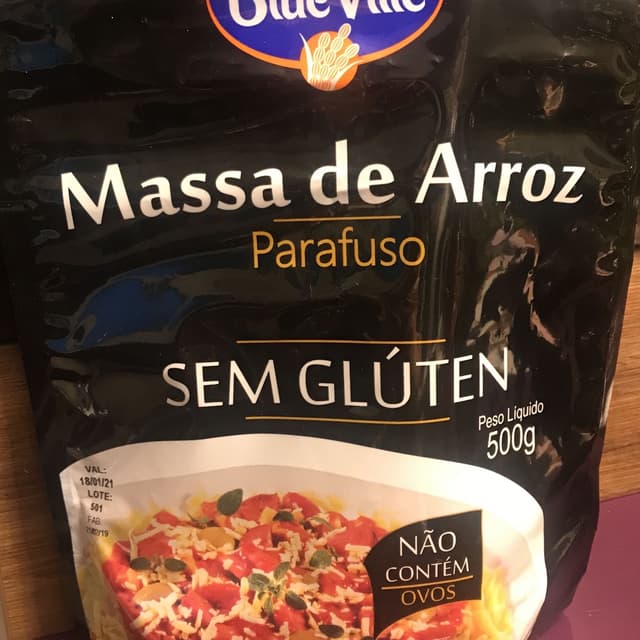 Blue Ville
Massa de Arroz
Parafuso
SEM GLÚTEN
Peso Líquido
500g
VAL:
18/01/21
LOTE:
501
FAB
NÃO
CONTÉM
OVOS